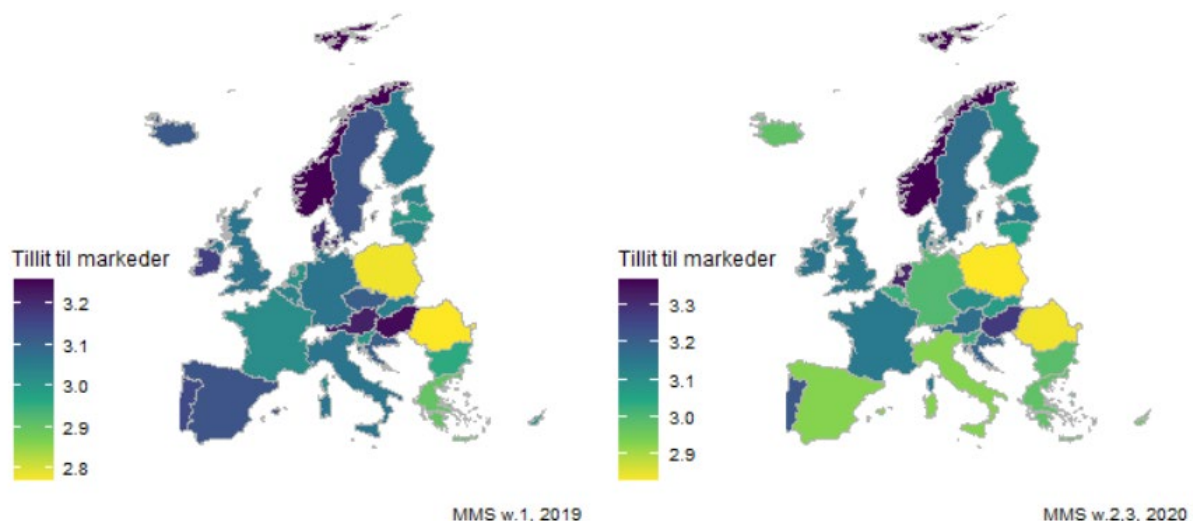 Tillit til markeder
3.2
3.1
3.0
2.9
2.8
MMS w.1, 2019
Tillit til markeder
3.3
3.2
3.1
3.0
2.9
MMS w.2,3, 2020